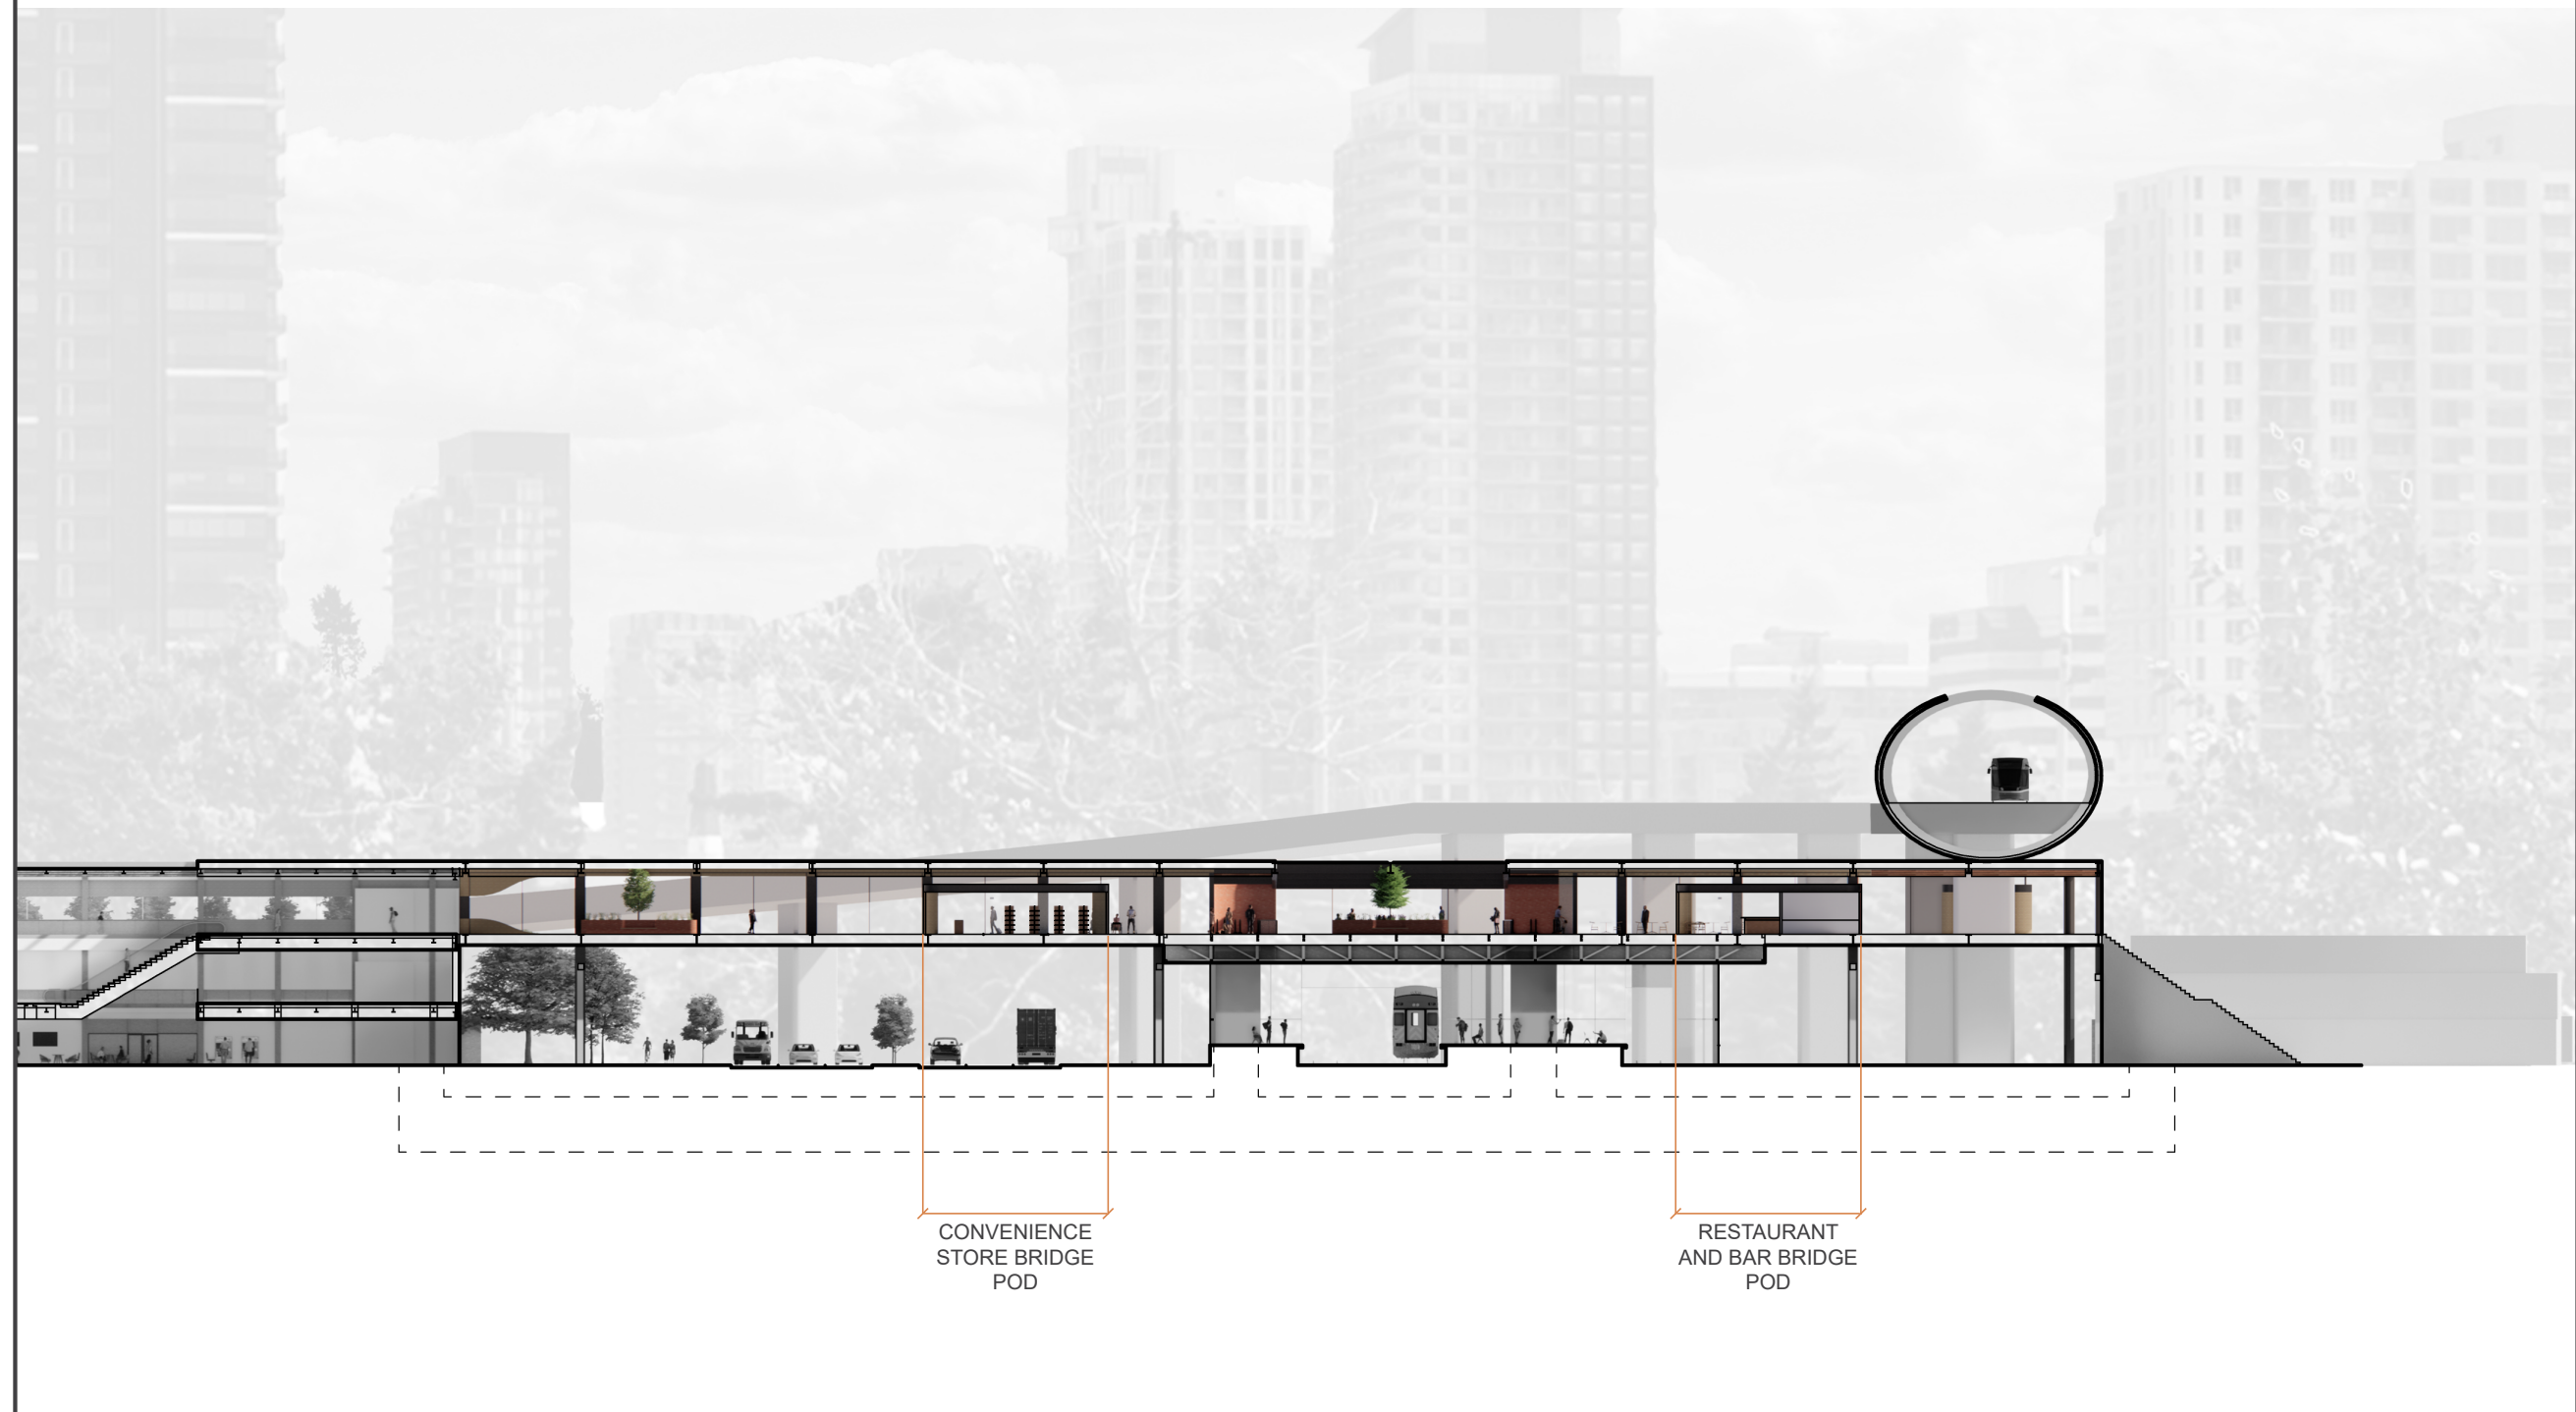 CONVENIENCE
STORE BRIDGE
POD
RESTAURANT
AND BAR BRIDGE
POD